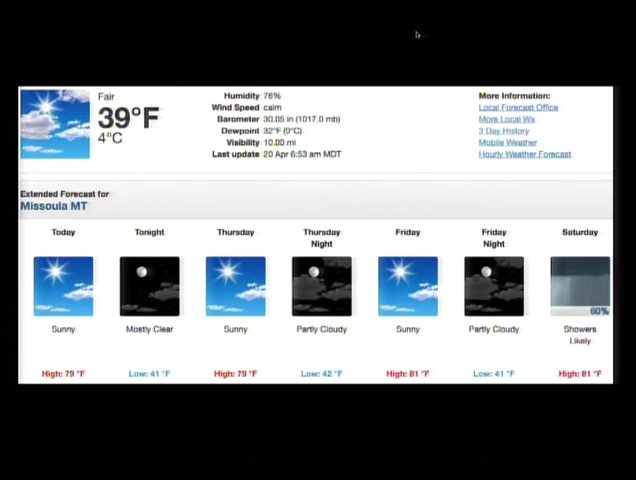 Fair
39°F
4°C
Humidity 76%
Wind Speed calm
Barometer 30.05 in (1017.0 mb)
Dewpoint 32°F (0°C)
Visibility 10.00 mi
Last update 20 Apr 6:53 am MDT
More Information:
Local Forecast Office
More Local Wx
3 Day History
Mobile Weather
Hourly Weather Forecast
Extended Forecast for
Missoula MT
Today
Tonight
Thursday
Thursday
Night
Friday
Friday
Night
Saturday
60%
Sunny
Mostly Clear
Sunny
Partly Cloudy
Sunny
Partly Cloudy
Showers
Likely
High: 79 °F
Low: 41 °F
High: 79 °F
Low: 42 °F
High: 81 °F
Low: 41 °F
High: 81 °F